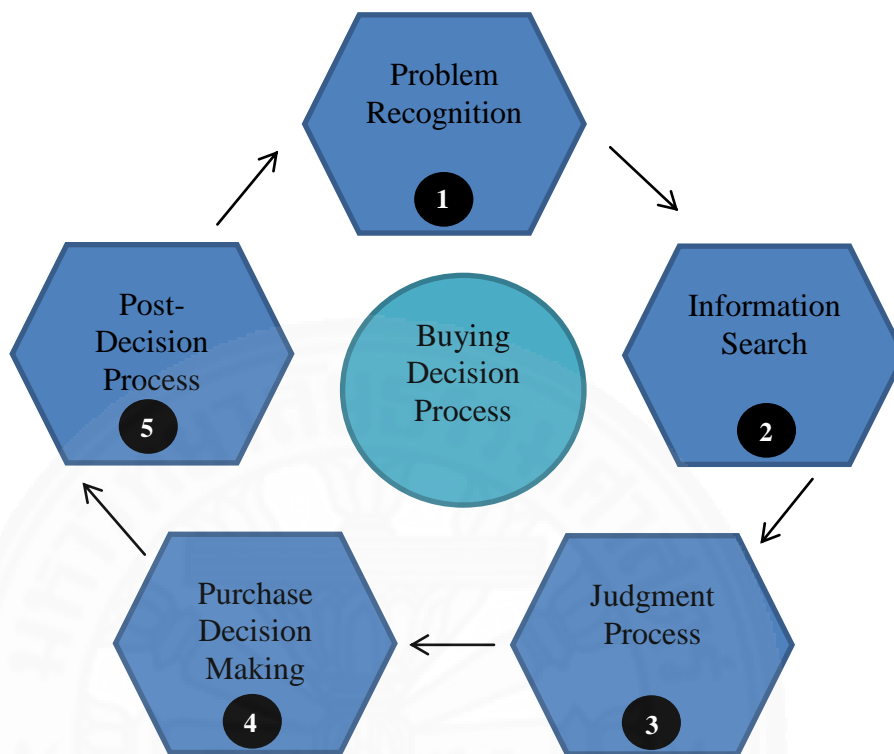 Problem
Recognition
1
Information
Search
2
Judgment
Process
3
Purchase
Decision
Making
4
Post-
Decision
Process
5
Buying
Decision
Process